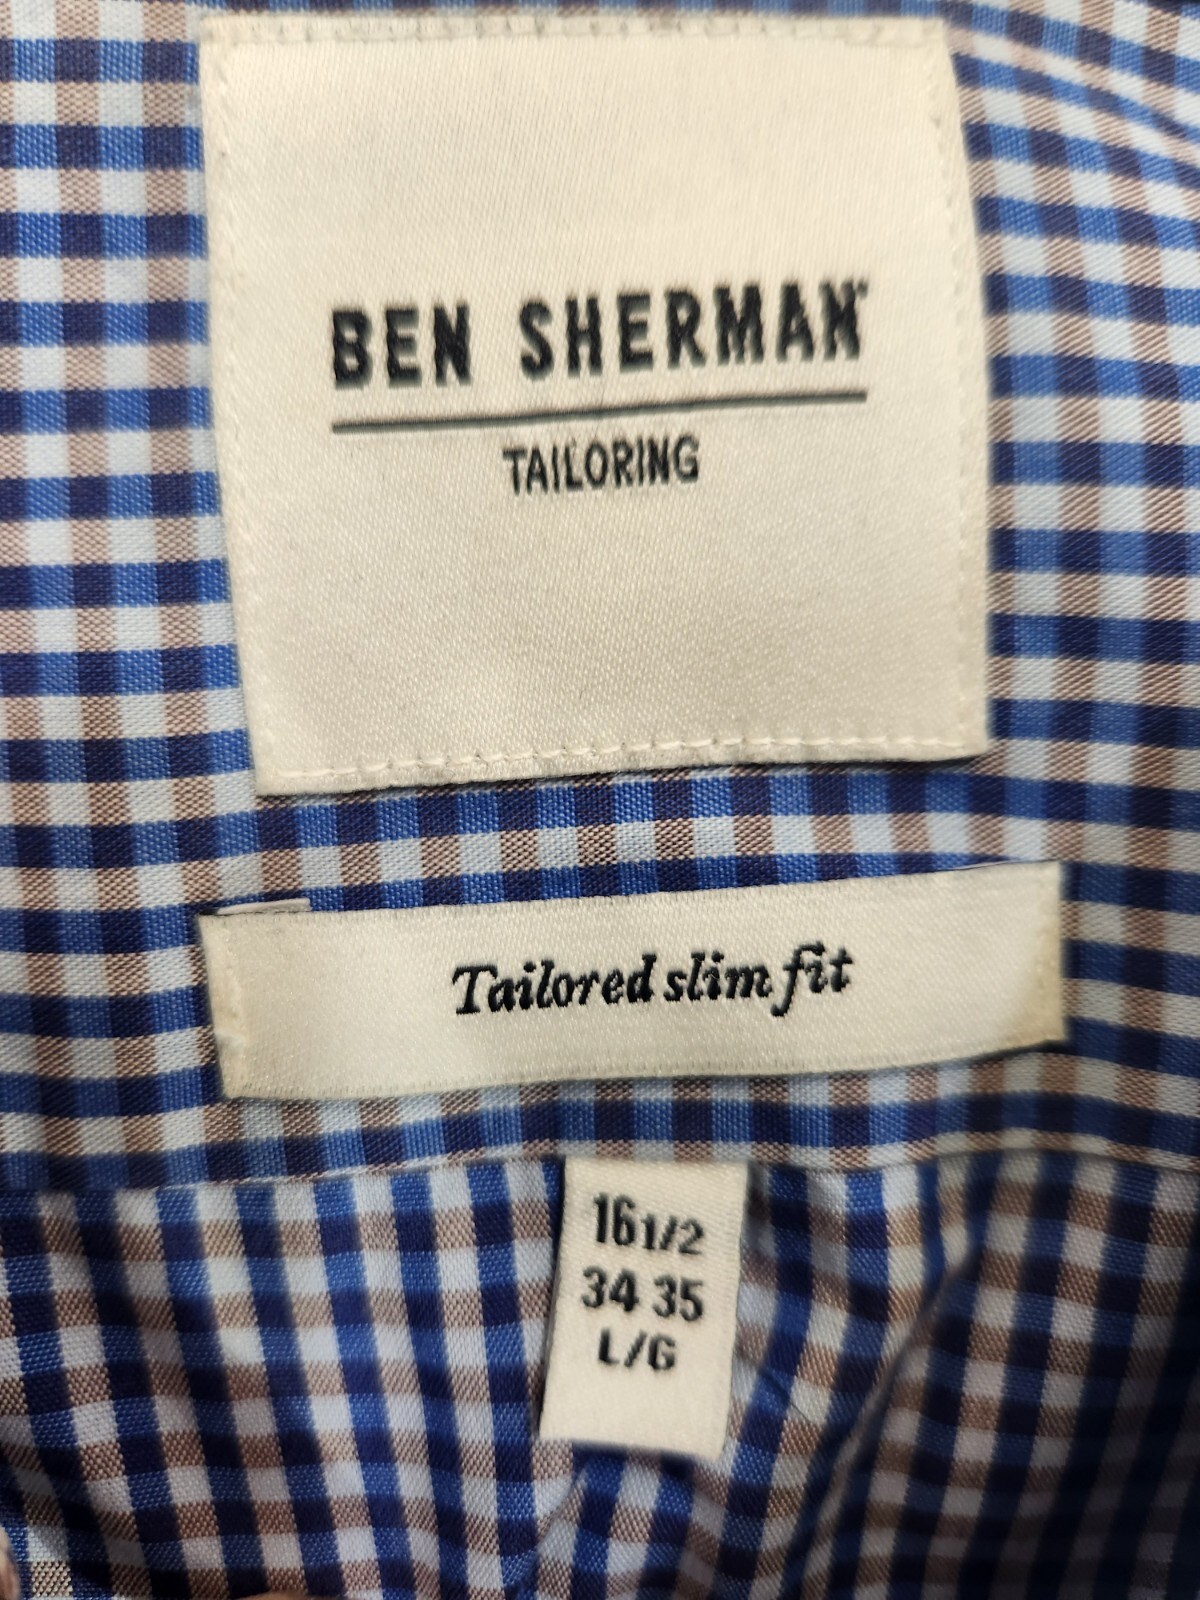 BEN SHERMAN
TAILORING
Tailored slim fit
16 1/2
34 35
L/G